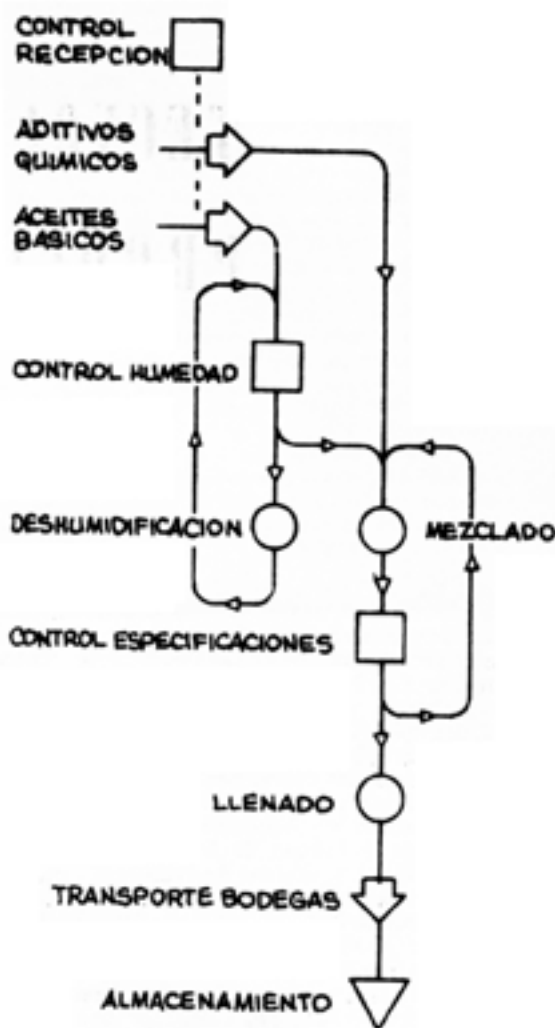 CONTROL
RECEPCION
ADITIVOS
QUIMICOS
ACEITES
BASICOS
CONTROL HUMEDAD
DESHUMIDIFICACION
MEZCLADO
CONTROL ESPECIFICACIONES
LLENADO
TRANSPORTE BODEGAS
ALMACENAMIENTO